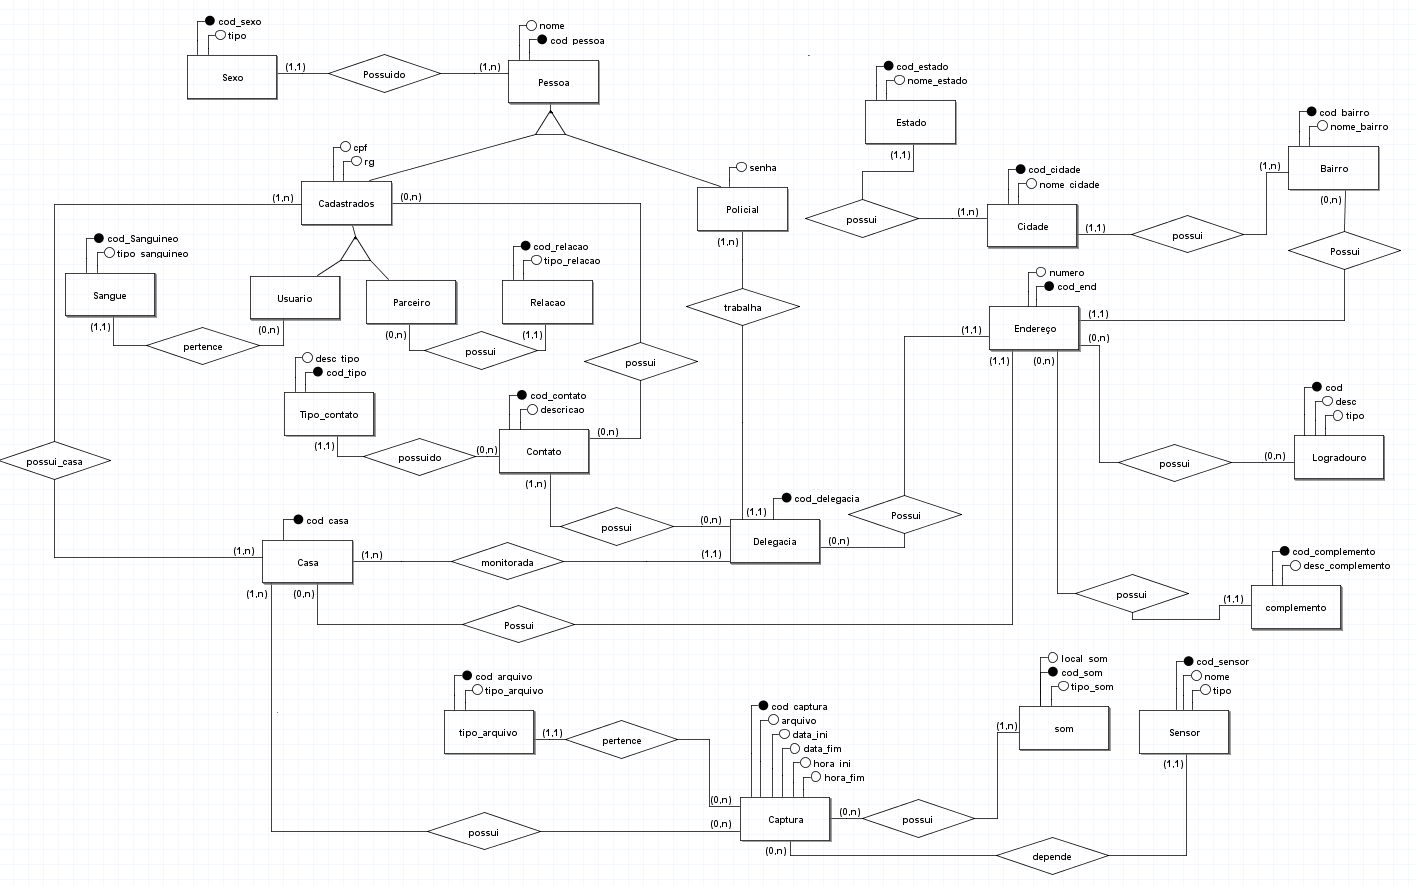 cod_sexo
tipo
Sexo
(1,1)
Possuido
(1,n)
nome
cod_pessoa
Pessoa
cpf
rg
(1,n)
Cadastrados
(0,n)
senha
Policial
(1,n)
cod_estado
nome_estado
Estado
(1,1)
possui
(1,n)
cod_cidade
nome_cidade
Cidade
(1,1)
possui
(1,n)
cod_bairro
nome_bairro
Bairro
(0,n)
Possui
cod_Sanguineo
tipo_sanguineo
Sangue
(1,1)
pertence
(0,n)
Usuario
Parceiro
(0,n)
possui
(1,1)
cod_relacao
tipo_relacao
Relacao
trabalha
possui
numero
cod_end
Endereço
(1,1)
(1,1)
(0,n)
(1,1)
(0,n)
desc_tipo
cod_tipo
Tipo_contato
(1,1)
possuido
(0,n)
cod_contato
descricao
Contato
(0,n)
(1,n)
possui
(0,n)
possui_casa
cod
desc
tipo
Logradouro
possui
(0,n)
cod_delegacia
(1,1)
Delegacia
(0,n)
Possui
cod_casa
(1,n)
Casa
(1,n)
monitorada
(1,1)
(1,n)
(0,n)
Possui
cod_complemento
desc_complemento
possui
(1,1)
complemento
cod_arquivo
tipo_arquivo
tipo_arquivo
(1,1)
pertence
(0,n)
cod_captura
arquivo
data_ini
data_fim
hora_ini
hora_fim
Captura
possui
(0,n)
(0,n)
possui
(1,n)
local_som
cod_som
tipo_som
som
cod_sensor
nome
tipo
Sensor
(1,1)
(0,n)
depende